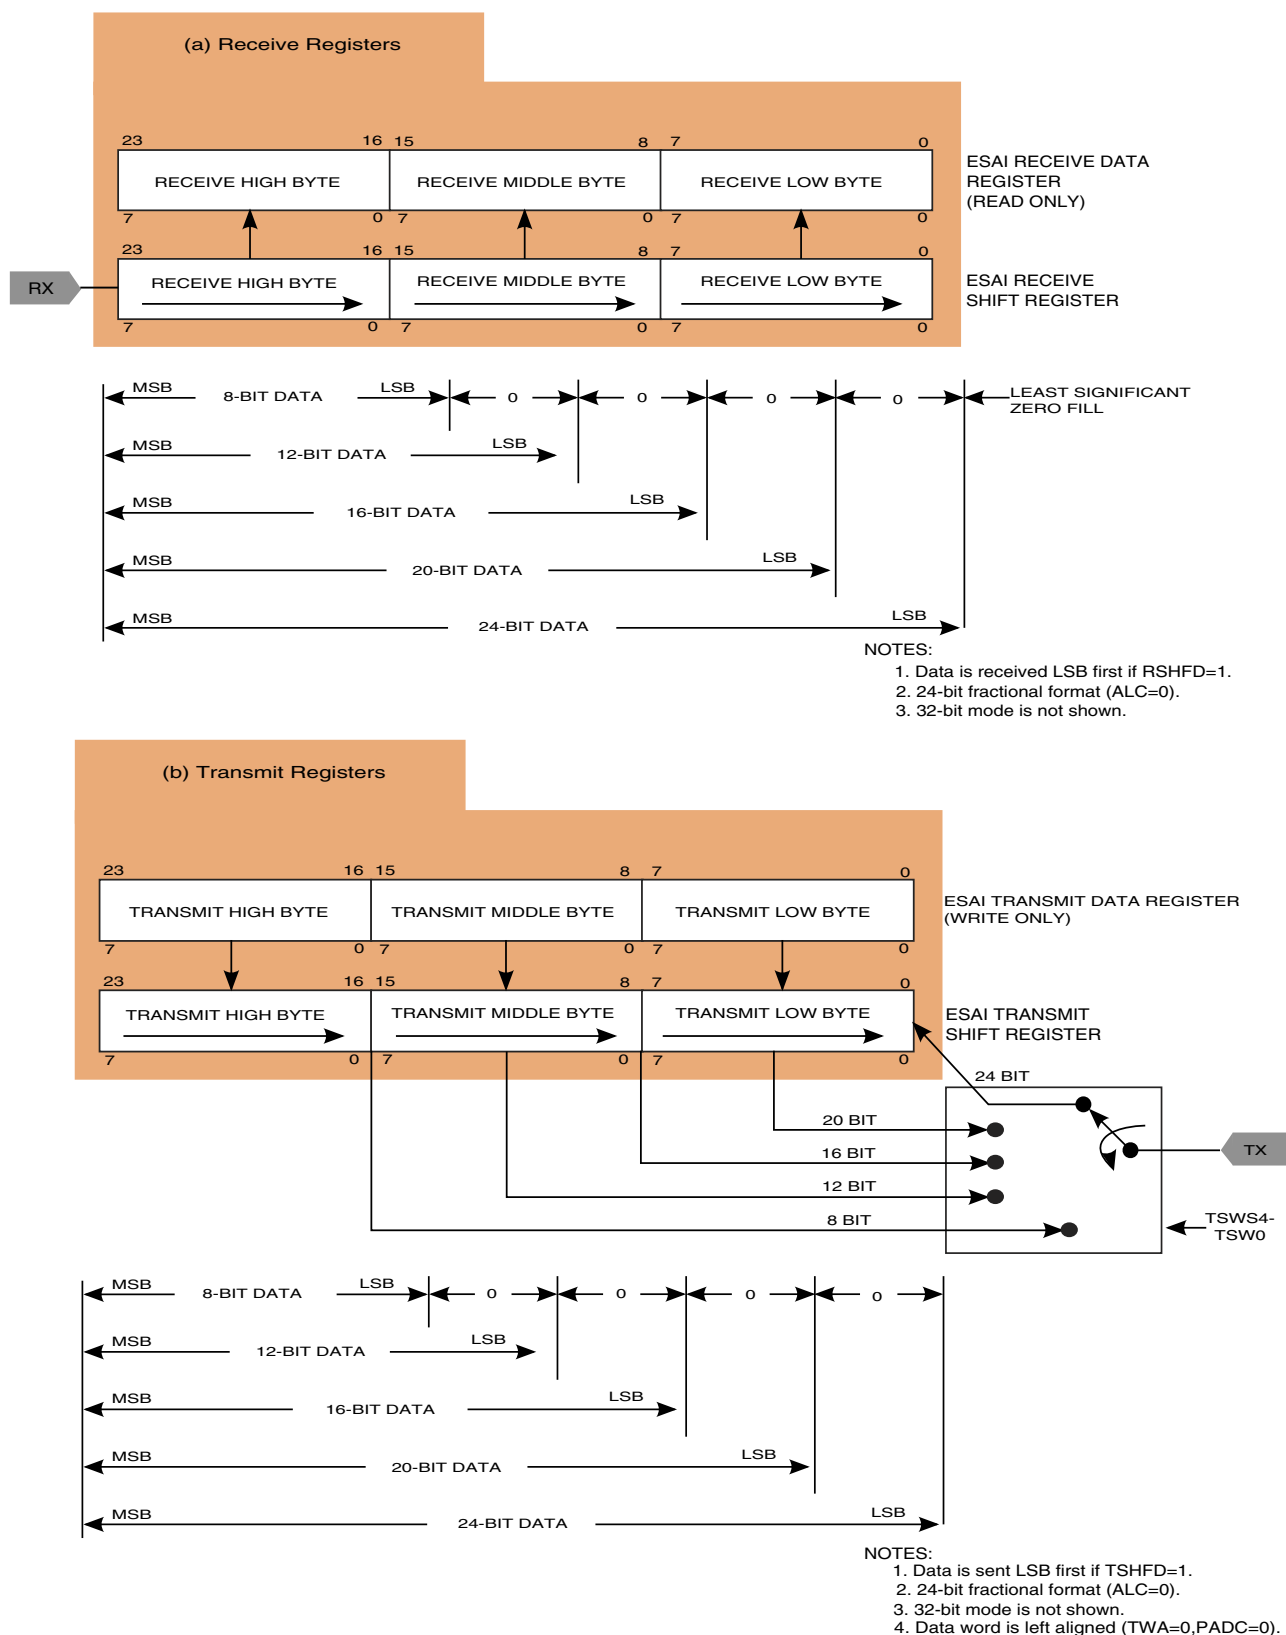 (a) Receive Registers
23 16 15 8 7 0
RECEIVE HIGH BYTE RECEIVE MIDDLE BYTE RECEIVE LOW BYTE
ESAI RECEIVE DATA
REGISTER
(READ ONLY)
7 0 7 0 7 0
23 16 15 8 7 0
RX
RECEIVE HIGH BYTE RECEIVE MIDDLE BYTE RECEIVE LOW BYTE
ESAI RECEIVE
SHIFT REGISTER
7 0 7 0 7 0
MSB 8-BIT DATA LSB 0 0 0 0
LEAST SIGNIFICANT
ZERO FILL
MSB 12-BIT DATA LSB
MSB 16-BIT DATA LSB
MSB 20-BIT DATA LSB
MSB 24-BIT DATA LSB
NOTES:
1. Data is received LSB first if RSHFD=1.
2. 24-bit fractional format (ALC=0).
3. 32-bit mode is not shown.
(b) Transmit Registers
23 16 15 8 7 0
TRANSMIT HIGH BYTE TRANSMIT MIDDLE BYTE TRANSMIT LOW BYTE
ESAI TRANSMIT DATA REGISTER
(WRITE ONLY)
7 0 7 0 7 0
23 16 15 8 7 0
TRANSMIT HIGH BYTE TRANSMIT MIDDLE BYTE TRANSMIT LOW BYTE
ESAI TRANSMIT
SHIFT REGISTER
7 0 7 0 7 0
24 BIT
20 BIT
16 BIT
TX
12 BIT
8 BIT
TSWS4-
TSW0
MSB 8-BIT DATA LSB 0 0 0 0
MSB 12-BIT DATA LSB
MSB 16-BIT DATA LSB
MSB 20-BIT DATA LSB
MSB 24-BIT DATA LSB
NOTES:
1. Data is sent LSB first if TSHFD=1.
2. 24-bit fractional format (ALC=0).
3. 32-bit mode is not shown.
4. Data word is left aligned (TWA=0,PADC=0).